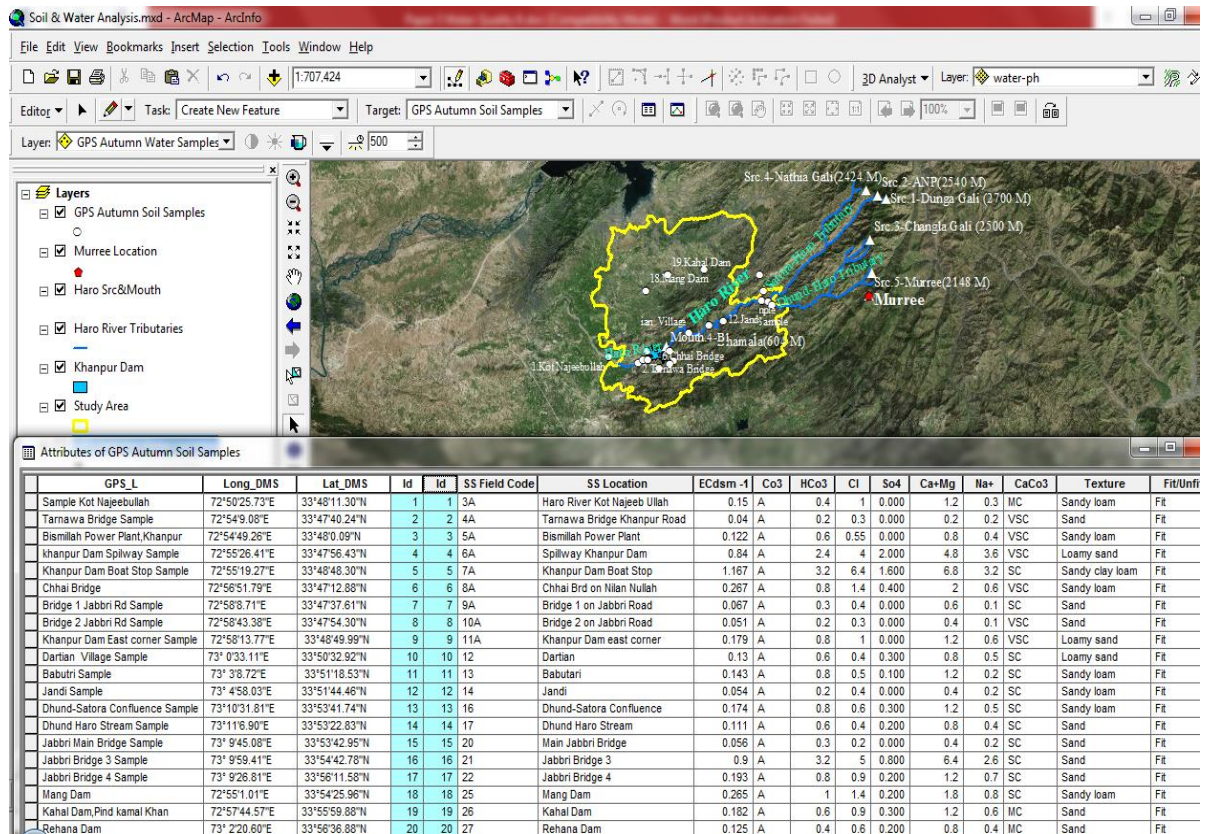 Soil & Water Analysis.mxd - ArcMap - ArcInfo
File Edit View Bookmarks Insert Selection Tools Window Help
1:707,424 3D Analyst Layer: water-ph
Editor Task: Create New Feature Target: GPS Autumn Soil Samples 100%
Layer: GPS Autumn Water Samples 500
Layers
GPS Autumn Soil Samples
Murree Location
Haro Src&Mouth
Haro River Tributaries
Khanpur Dam
Study Area
Src.4-Nathia Gali(2424 M)
Src.2-ANP(2540 M)
Src.1-Dunga Gali (2700 M)
Src.3-Changla Gali (2500 M)
Tributary
Dhund-Haro Tributary
Src.5-Murree(2148 M)
Murree
19.Kahal Dam
18.Mang Dam
Haro River
Village
12.Jandi
Mouth.4-Bhamala(604 M)
6.Chhai Bridge
1.Kot Najeebullah
2.Tarnawa Bridge
Attributes of GPS Autumn Soil Samples
GPS_L Long_DMS Lat_DMS Id Id SS Field Code SS Location ECdsm -1 Co3 HCo3 Cl So4 Ca+Mg Na+ CaCo3 Texture Fit/Unfi
Sample Kot Najeebullah 72°50'25.73"E 33°48'11.30"N 1 1 3A Haro River Kot Najeeb Ullah 0.15 A 0.4 1 0.000 1.2 0.3 MC Sandy loam Fit
Tarnawa Bridge Sample 72°54'9.08"E 33°47'40.24"N 2 2 4A Tarnawa Bridge Khanpur Road 0.04 A 0.2 0.3 0.000 0.2 0.2 VSC Sand Fit
Bismillah Power Plant,Khanpur 72°54'49.26"E 33°48'0.09"N 3 3 5A Bismillah Power Plant 0.122 A 0.6 0.55 0.000 0.8 0.4 VSC Sand Fit
khanpur Dam Spilway Sample 72°55'26.41"E 33°47'56.43"N 4 4 6A Spillway Khanpur Dam 0.84 A 2.4 4 2.000 4.8 3.6 VSC Loamy sand Fit
Khanpur Dam Boat Stop Sample 72°55'19.27"E 33°48'48.30"N 5 5 7A Khanpur Dam Boat Stop 1.167 A 3.2 6.4 1.600 6.8 3.2 SC Sandy clay loam Fit
Chhai Bridge 72°56'51.79"E 33°47'12.88"N 6 6 8A Chhai Brd on Nilan Nullah 0.267 A 0.8 1.4 0.400 2 0.6 VSC Sandy loam Fit
Bridge 1 Jabbri Rd Sample 72°58'8.71"E 33°47'37.61"N 7 7 9A Bridge 1 on Jabbri Road 0.067 A 0.3 0.4 0.000 0.6 0.1 SC Sand Fit
Bridge 2 Jabbri Rd Sample 72°58'43.38"E 33°47'54.30"N 8 8 10A Bridge 2 on Jabbri Road 0.051 A 0.2 0.3 0.000 0.4 0.1 VSC Sand Fit
Khanpur Dam East corner Sample 72°58'13.77"E 33°48'49.99"N 9 9 11A Khanpur Dam east corner 0.179 A 0.8 1 0.000 1.2 0.6 VSC Loamy sand Fit
Dartian Village Sample 73° 0'33.11"E 33°50'32.92"N 10 10 12 Dartian 0.13 A 0.6 0.4 0.300 0.8 0.5 SC Loamy sand Fit
Babutri Sample 73° 3'8.72"E 33°51'18.53"N 11 11 13 Babutari 0.143 A 0.8 0.5 0.100 1.2 0.2 SC Sandy loam Fit
Jandi Sample 73° 4'58.03"E 33°51'44.46"N 12 12 14 Jandi 0.054 A 0.2 0.4 0.000 0.4 0.2 SC Sandy loam Fit
Dhund-Satora Confluence Sample 73°10'31.81"E 33°53'41.74"N 13 13 16 Dhund-Satora Confluence 0.174 A 0.8 0.6 0.300 1.2 0.5 SC Sandy loam Fit
Dhund Haro Stream Sample 73°11'6.90"E 33°53'22.83"N 14 14 17 Dhund Haro Stream 0.111 A 0.6 0.4 0.200 0.8 0.4 SC Sand Fit
Jabbri Main Bridge Sample 73° 9'45.08"E 33°53'42.95"N 15 15 20 Main Jabbri Bridge 0.056 A 0.3 0.2 0.000 0.4 0.2 SC Sand Fit
Jabbri Bridge 3 Sample 73° 9'59.41"E 33°54'42.78"N 16 16 21 Jabbri Bridge 3 0.9 A 3.2 5 0.800 6.4 2.6 SC Sand Fit
Jabbri Bridge 4 Sample 73° 9'26.81"E 33°56'11.58"N 17 17 22 Jabbri Bridge 4 0.193 A 0.8 0.9 0.200 1.2 0.7 SC Sand Fit
Mang Dam 72°55'1.01"E 33°54'25.96"N 18 18 25 Mang Dam 0.265 A 1 1.4 0.200 1.8 0.8 SC Sandy loam Fit
Kahal Dam,Pind kamal Khan 72°57'44.57"E 33°55'59.88"N 19 19 26 Kahal Dam 0.182 A 0.6 0.9 0.300 1.2 0.6 MC Sand Fit
Rehana Dam 73° 2'20.60"E 33°56'36.88"N 20 20 27 Rehana Dam 0.125 A 0.4 0.6 0.200 0.8 0.4 MC Sand Fit